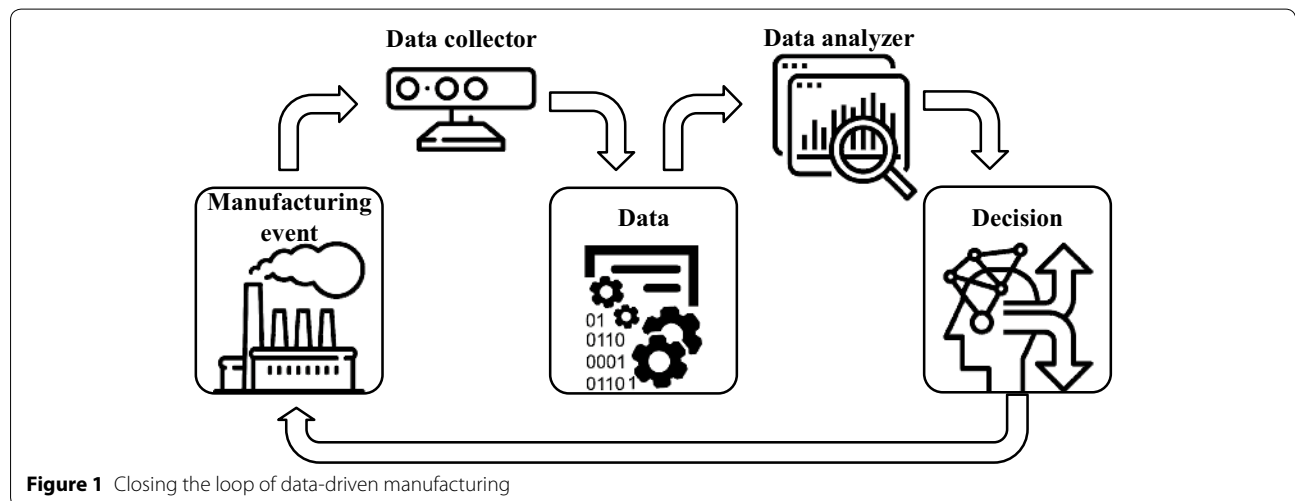 Data collector
Data analyzer
Manufacturing
event
Data
Decision
01
0110
0001
01101
Figure 1 Closing the loop of data-driven manufacturing